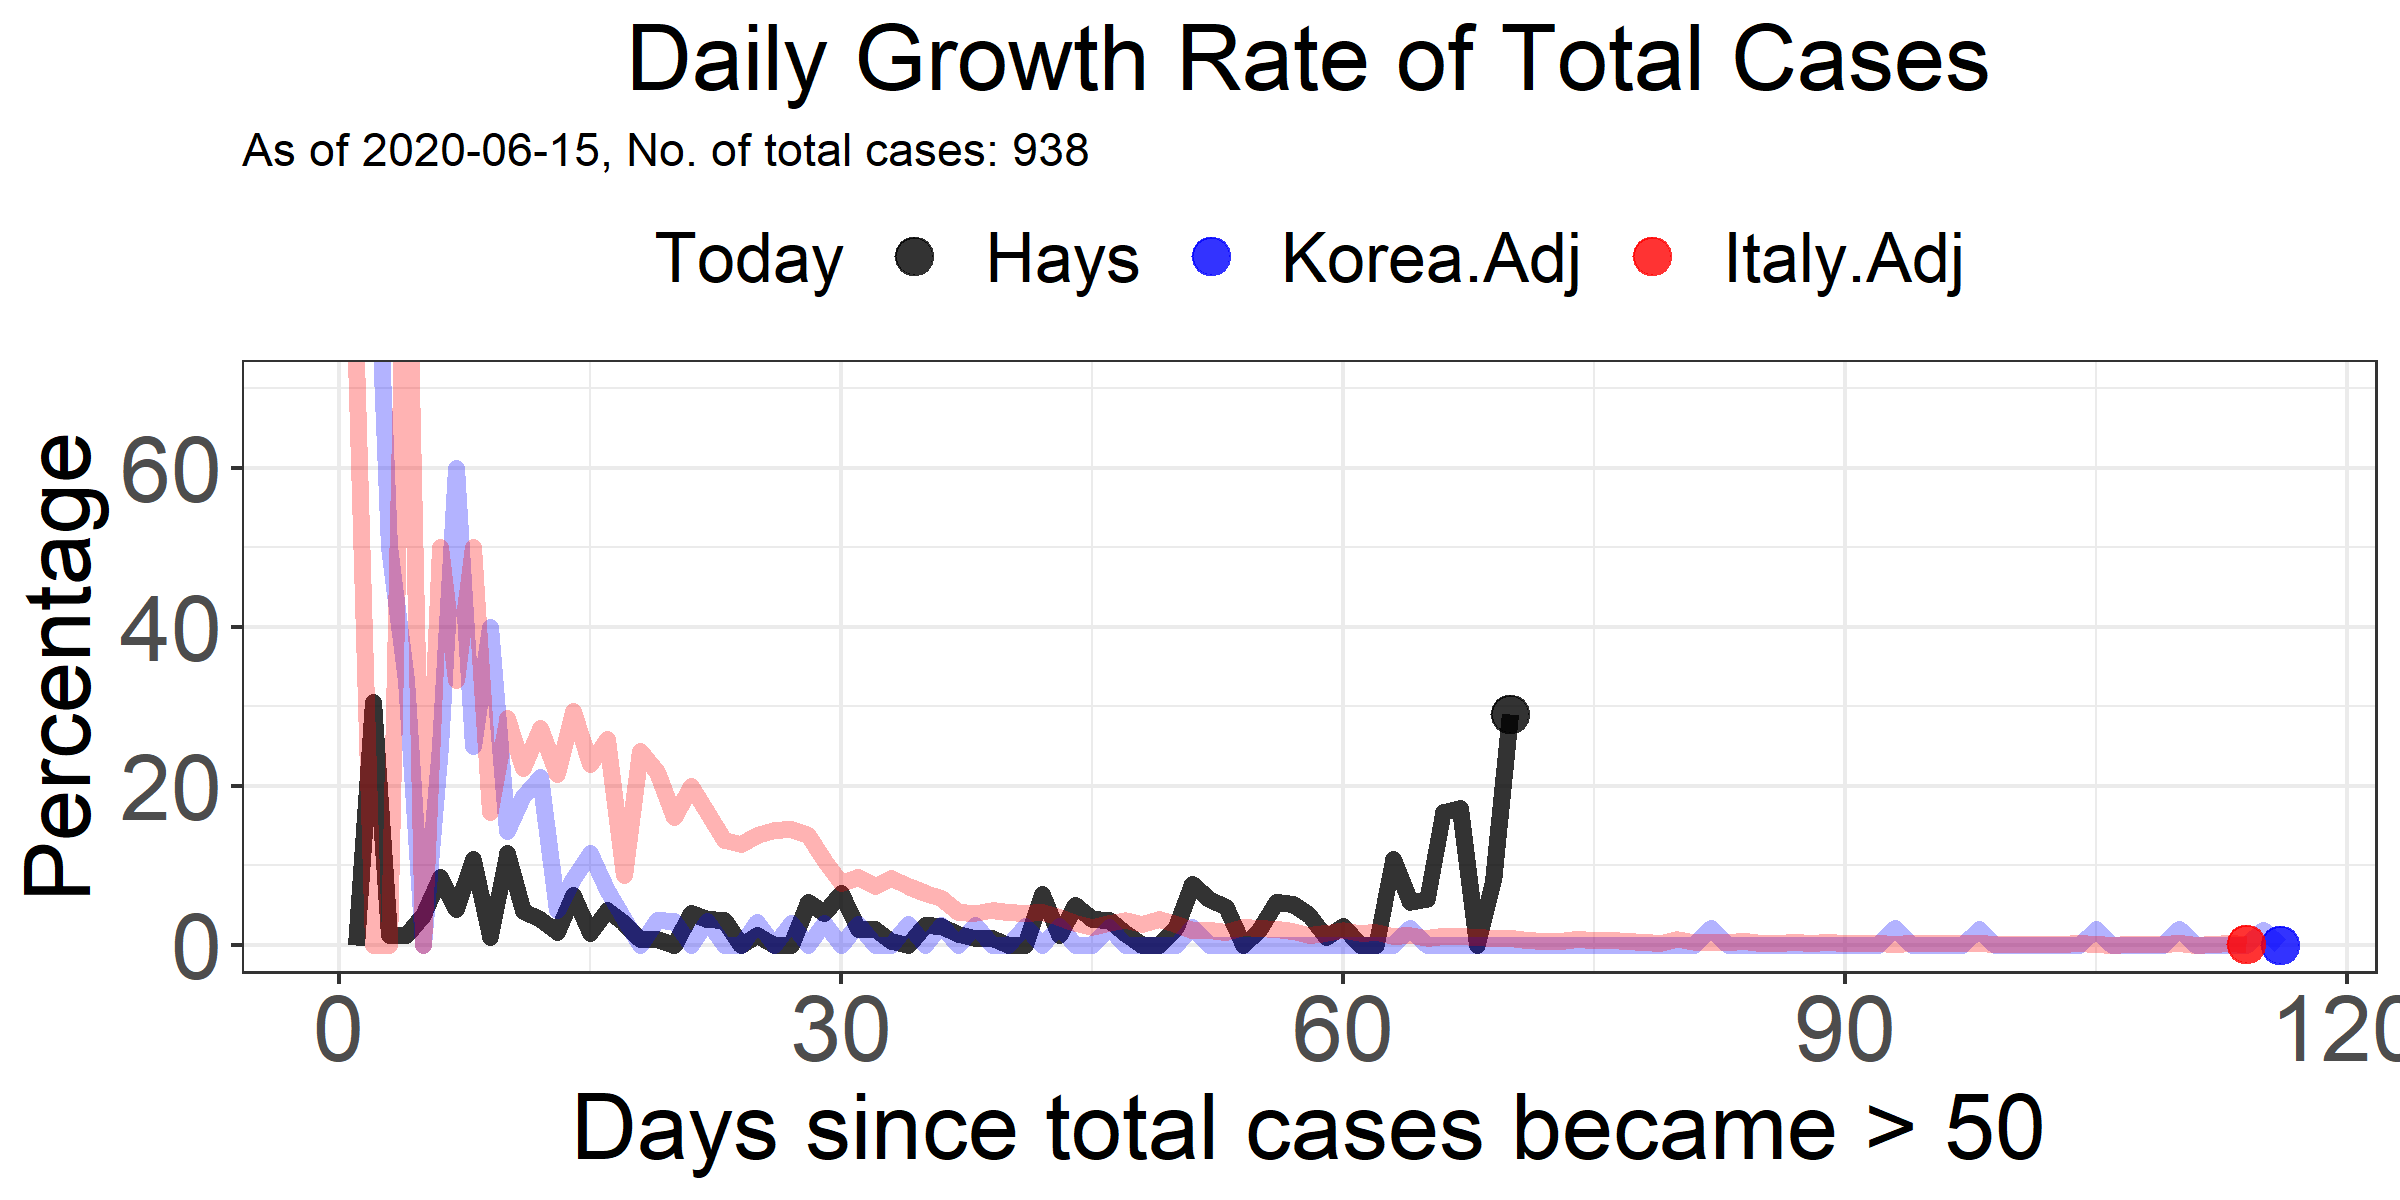 Daily Growth Rate of Total Cases
As of 2020-06-15, No. of total cases: 938
Today Hays Korea.Adj Italy.Adj
Percentage
60
40
20
0
0 30 60 90 120
Days since total cases became > 50